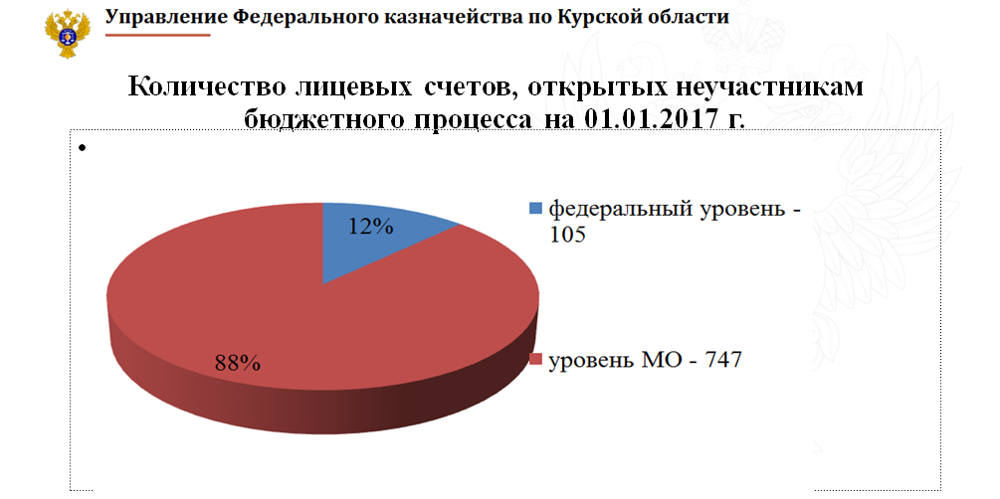 Управление Федерального казначейства по Курской области
Количество лицевых счетов, открытых неучастникам
бюджетного процесса на 01.01.2017 г.
•
12%
федеральный уровень -
105
88%
уровень МО - 747